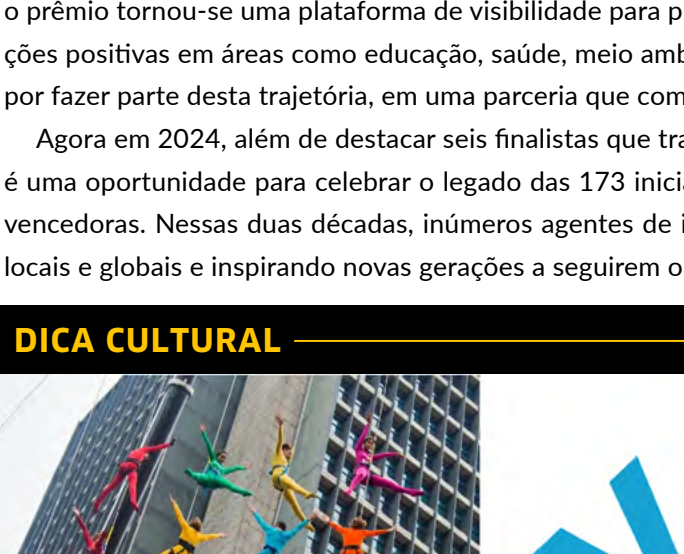 o prêmio tornou-se uma plataforma de visibilidade para p
ções positivas em áreas como educação, saúde, meio amb
por fazer parte desta trajetória, em uma parceria que com
Agora em 2024, além de destacar seis finalistas que tra
é uma oportunidade para celebrar o legado das 173 inicia
vencedoras. Nessas duas décadas, inúmeros agentes de i
locais e globais e inspirando novas gerações a seguirem o
DICA CULTURAL